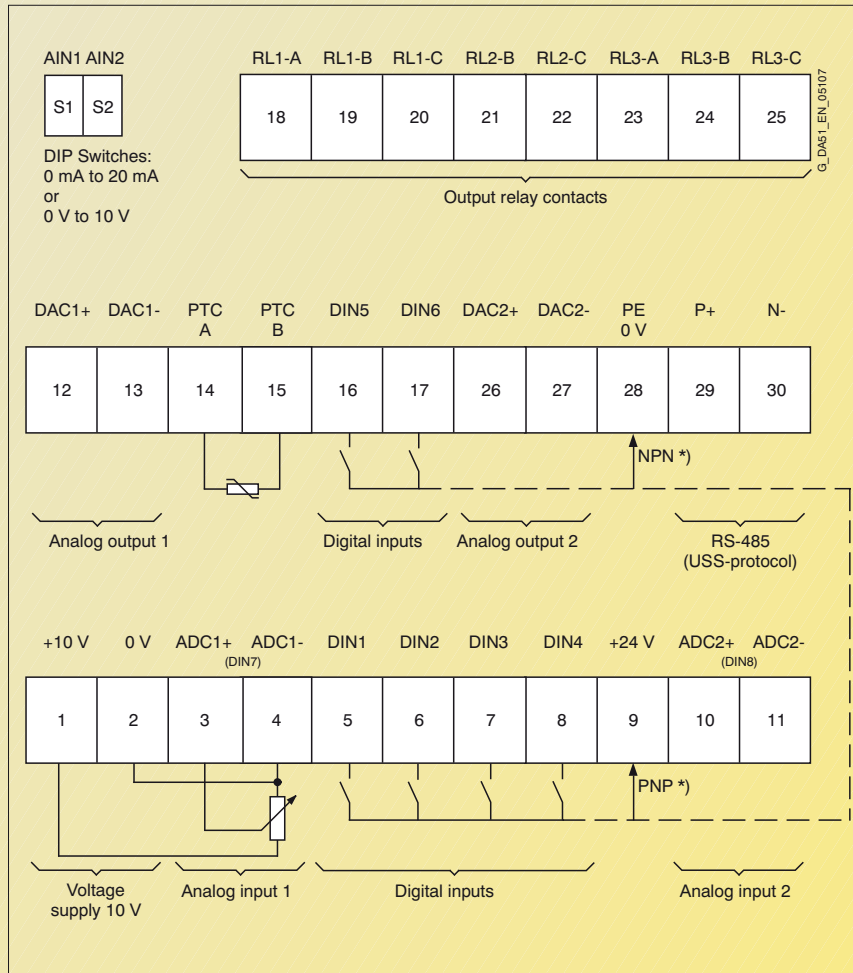 AIN1 AIN2
RL1-A RL1-B RL1-C RL2-B RL2-C RL3-A RL3-B RL3-C
S1 S2
18 19 20 21 22 23 24 25
G_DA51_EN_05107
DIP Switches:
0 mA to 20 mA
or
0 V to 10 V
Output relay contacts
DAC1+ DAC1- PTC A PTC B DIN5 DIN6 DAC2+ DAC2- PE 0 V P+ N-
12 13 14 15 16 17 26 27 28 29 30
NPN *)
Analog output 1 Digital inputs Analog output 2 RS-485
(USS-protocol)
+10 V 0 V ADC1+ ADC1- DIN1 DIN2 DIN3 DIN4 +24 V ADC2+ ADC2-
(DIN7) (DIN8)
1 2 3 4 5 6 7 8 9 10 11
PNP *)
Voltage
supply 10 V
Analog input 1 Digital inputs Analog input 2